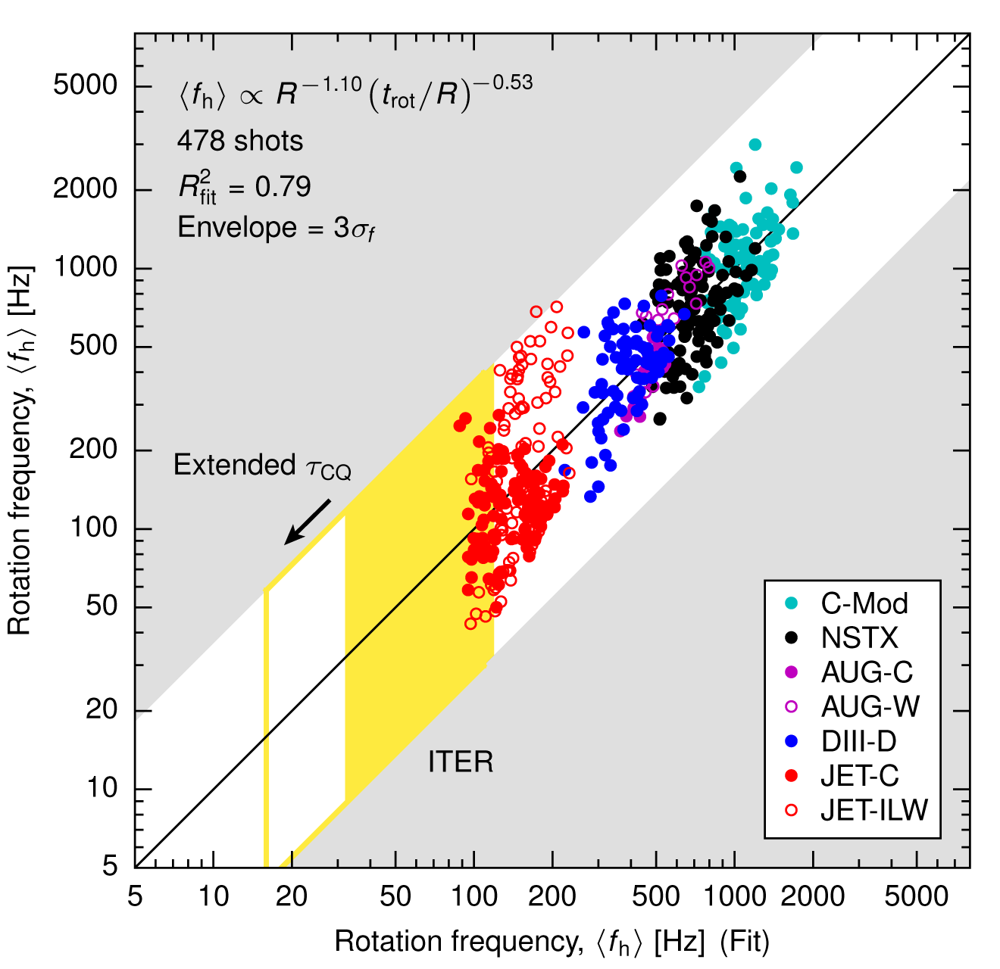 ⟨f_h⟩ ∝ R^−1.10 (t_rot/R)^−0.53
478 shots
R²_fit = 0.79
Envelope = 3σ_f
Rotation frequency, ⟨f_h⟩ [Hz]
5000
2000
1000
500
200
100
50
20
10
5
Extended τ_CQ
ITER
C-Mod
NSTX
AUG-C
AUG-W
DIII-D
JET-C
JET-ILW
5 10 20 50 100 200 500 1000 2000 5000
Rotation frequency, ⟨f_h⟩ [Hz] (Fit)